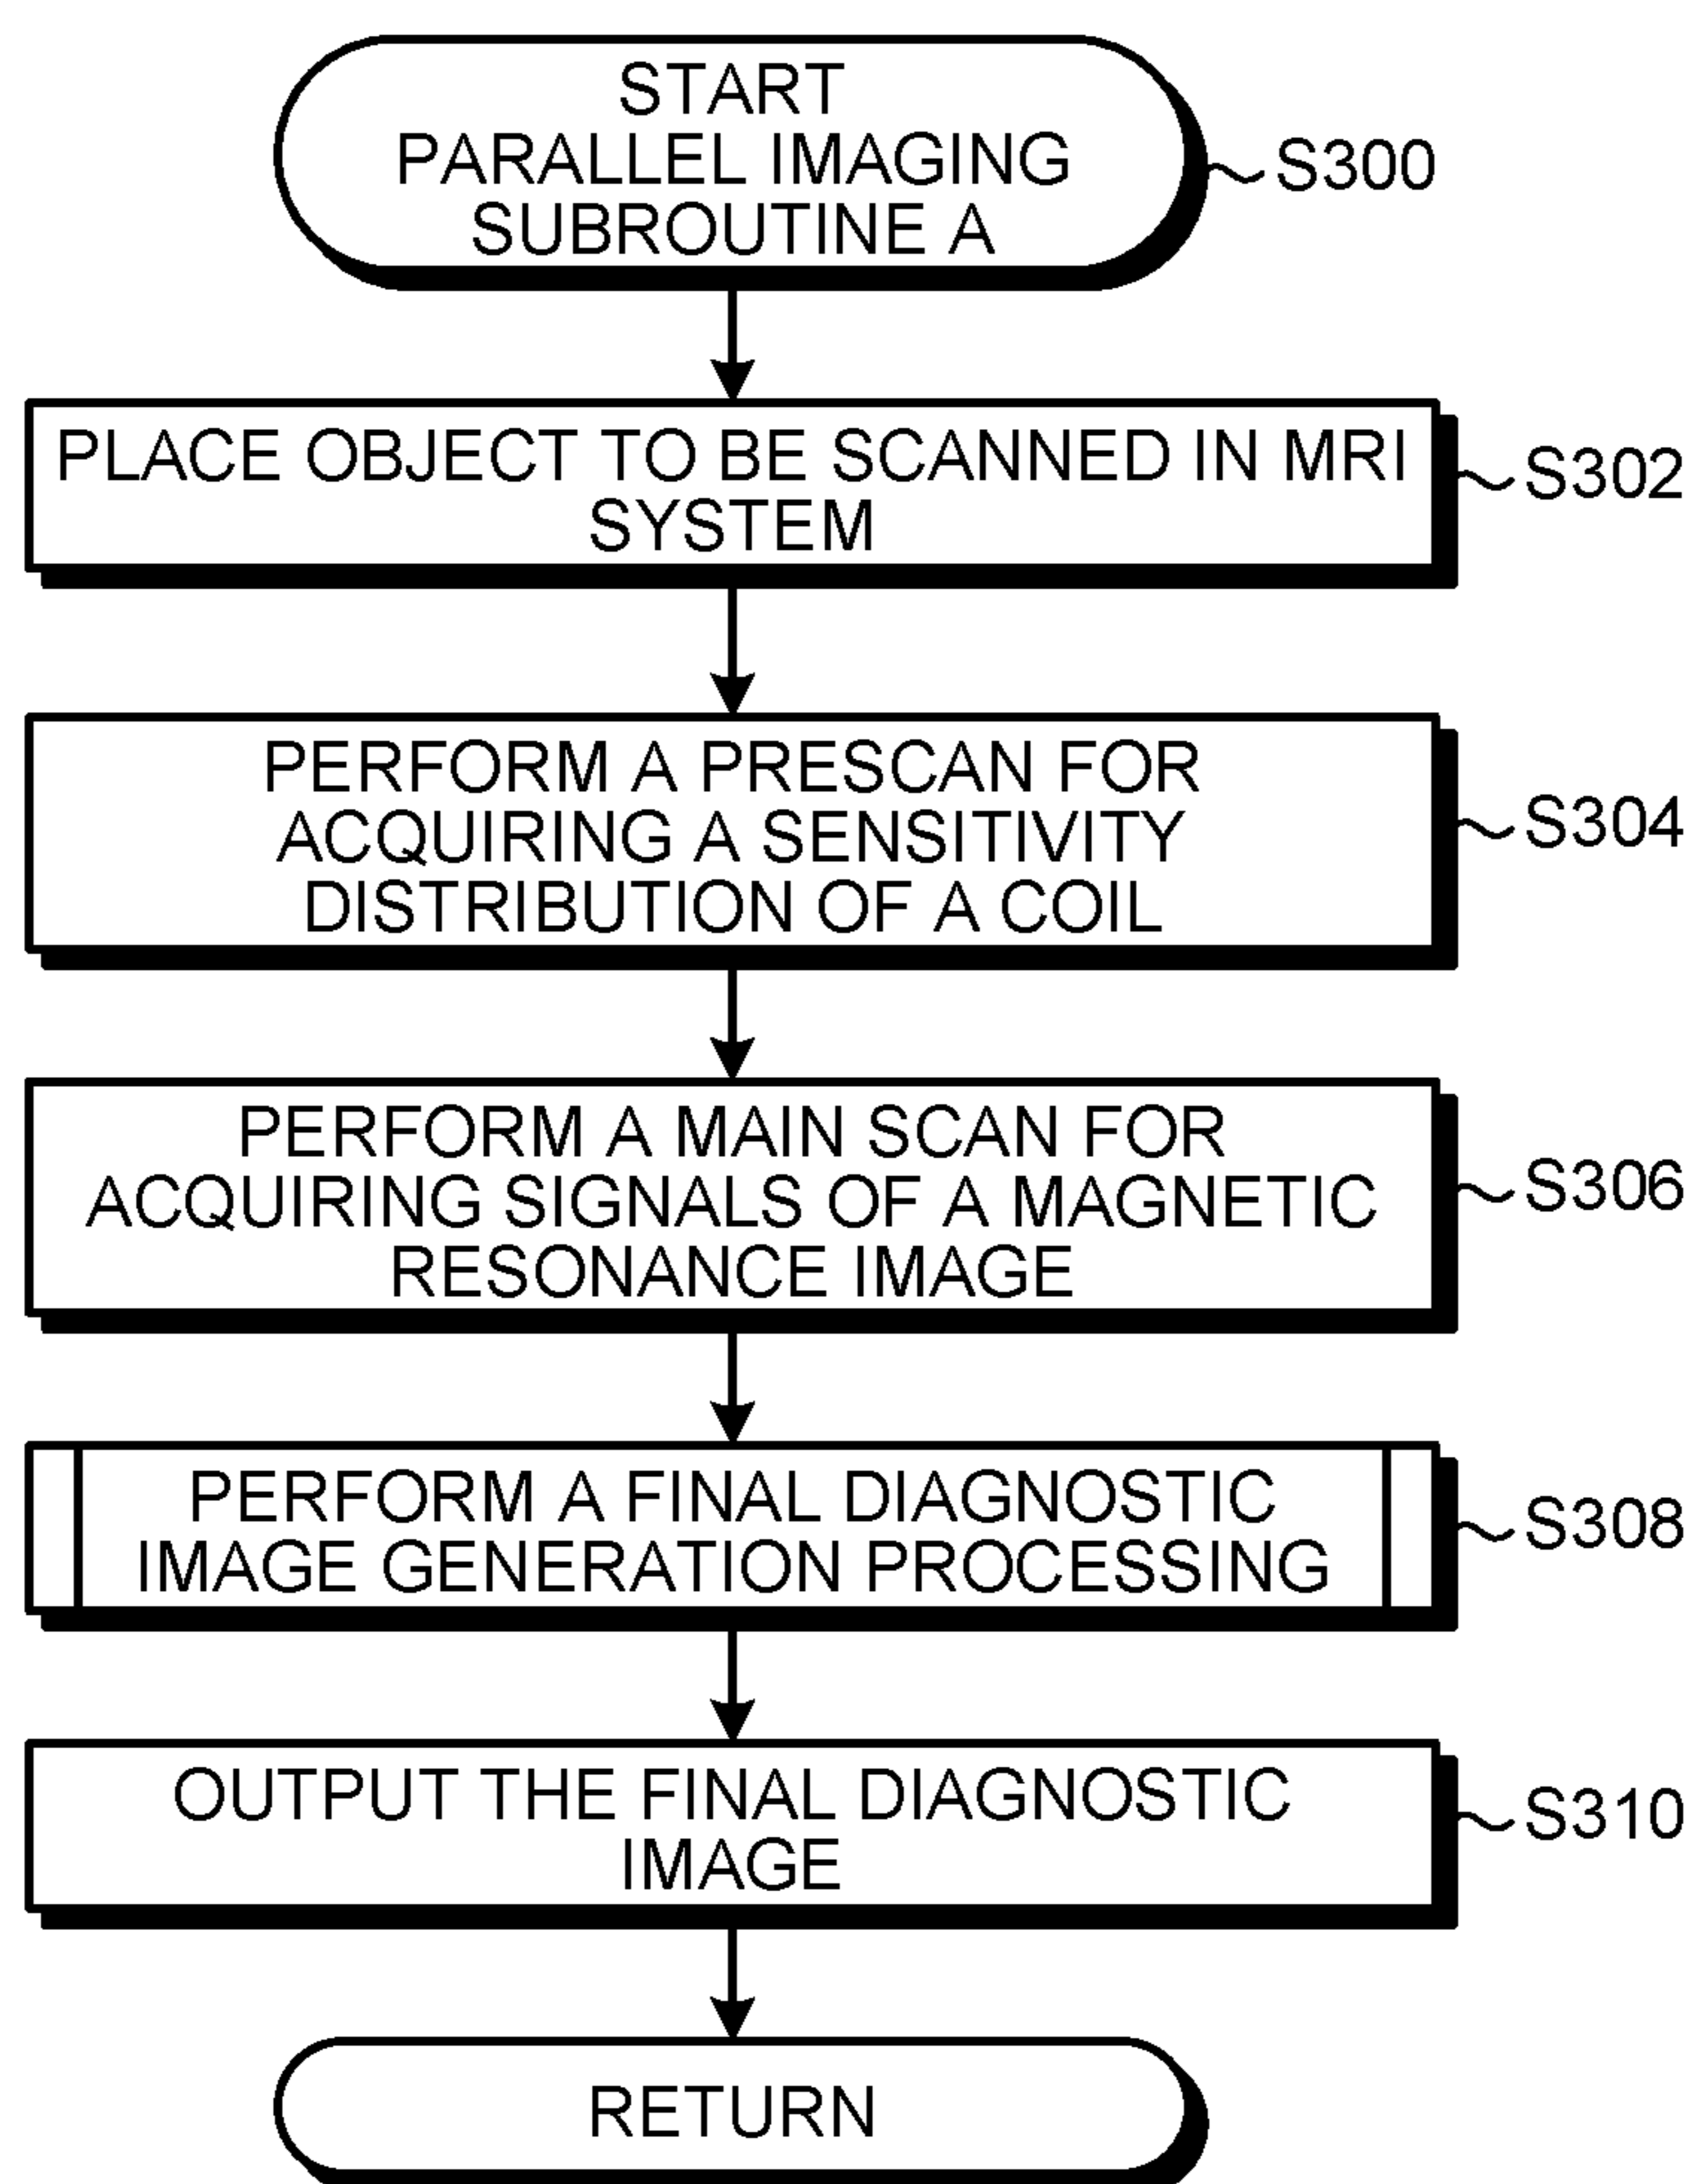 START
PARALLEL IMAGING
SUBROUTINE A
S300
PLACE OBJECT TO BE SCANNED IN MRI
SYSTEM
S302
PERFORM A PRESCAN FOR
ACQUIRING A SENSITIVITY
DISTRIBUTION OF A COIL
S304
PERFORM A MAIN SCAN FOR
ACQUIRING SIGNALS OF A MAGNETIC
RESONANCE IMAGE
S306
PERFORM A FINAL DIAGNOSTIC
IMAGE GENERATION PROCESSING
S308
OUTPUT THE FINAL DIAGNOSTIC
IMAGE
S310
RETURN